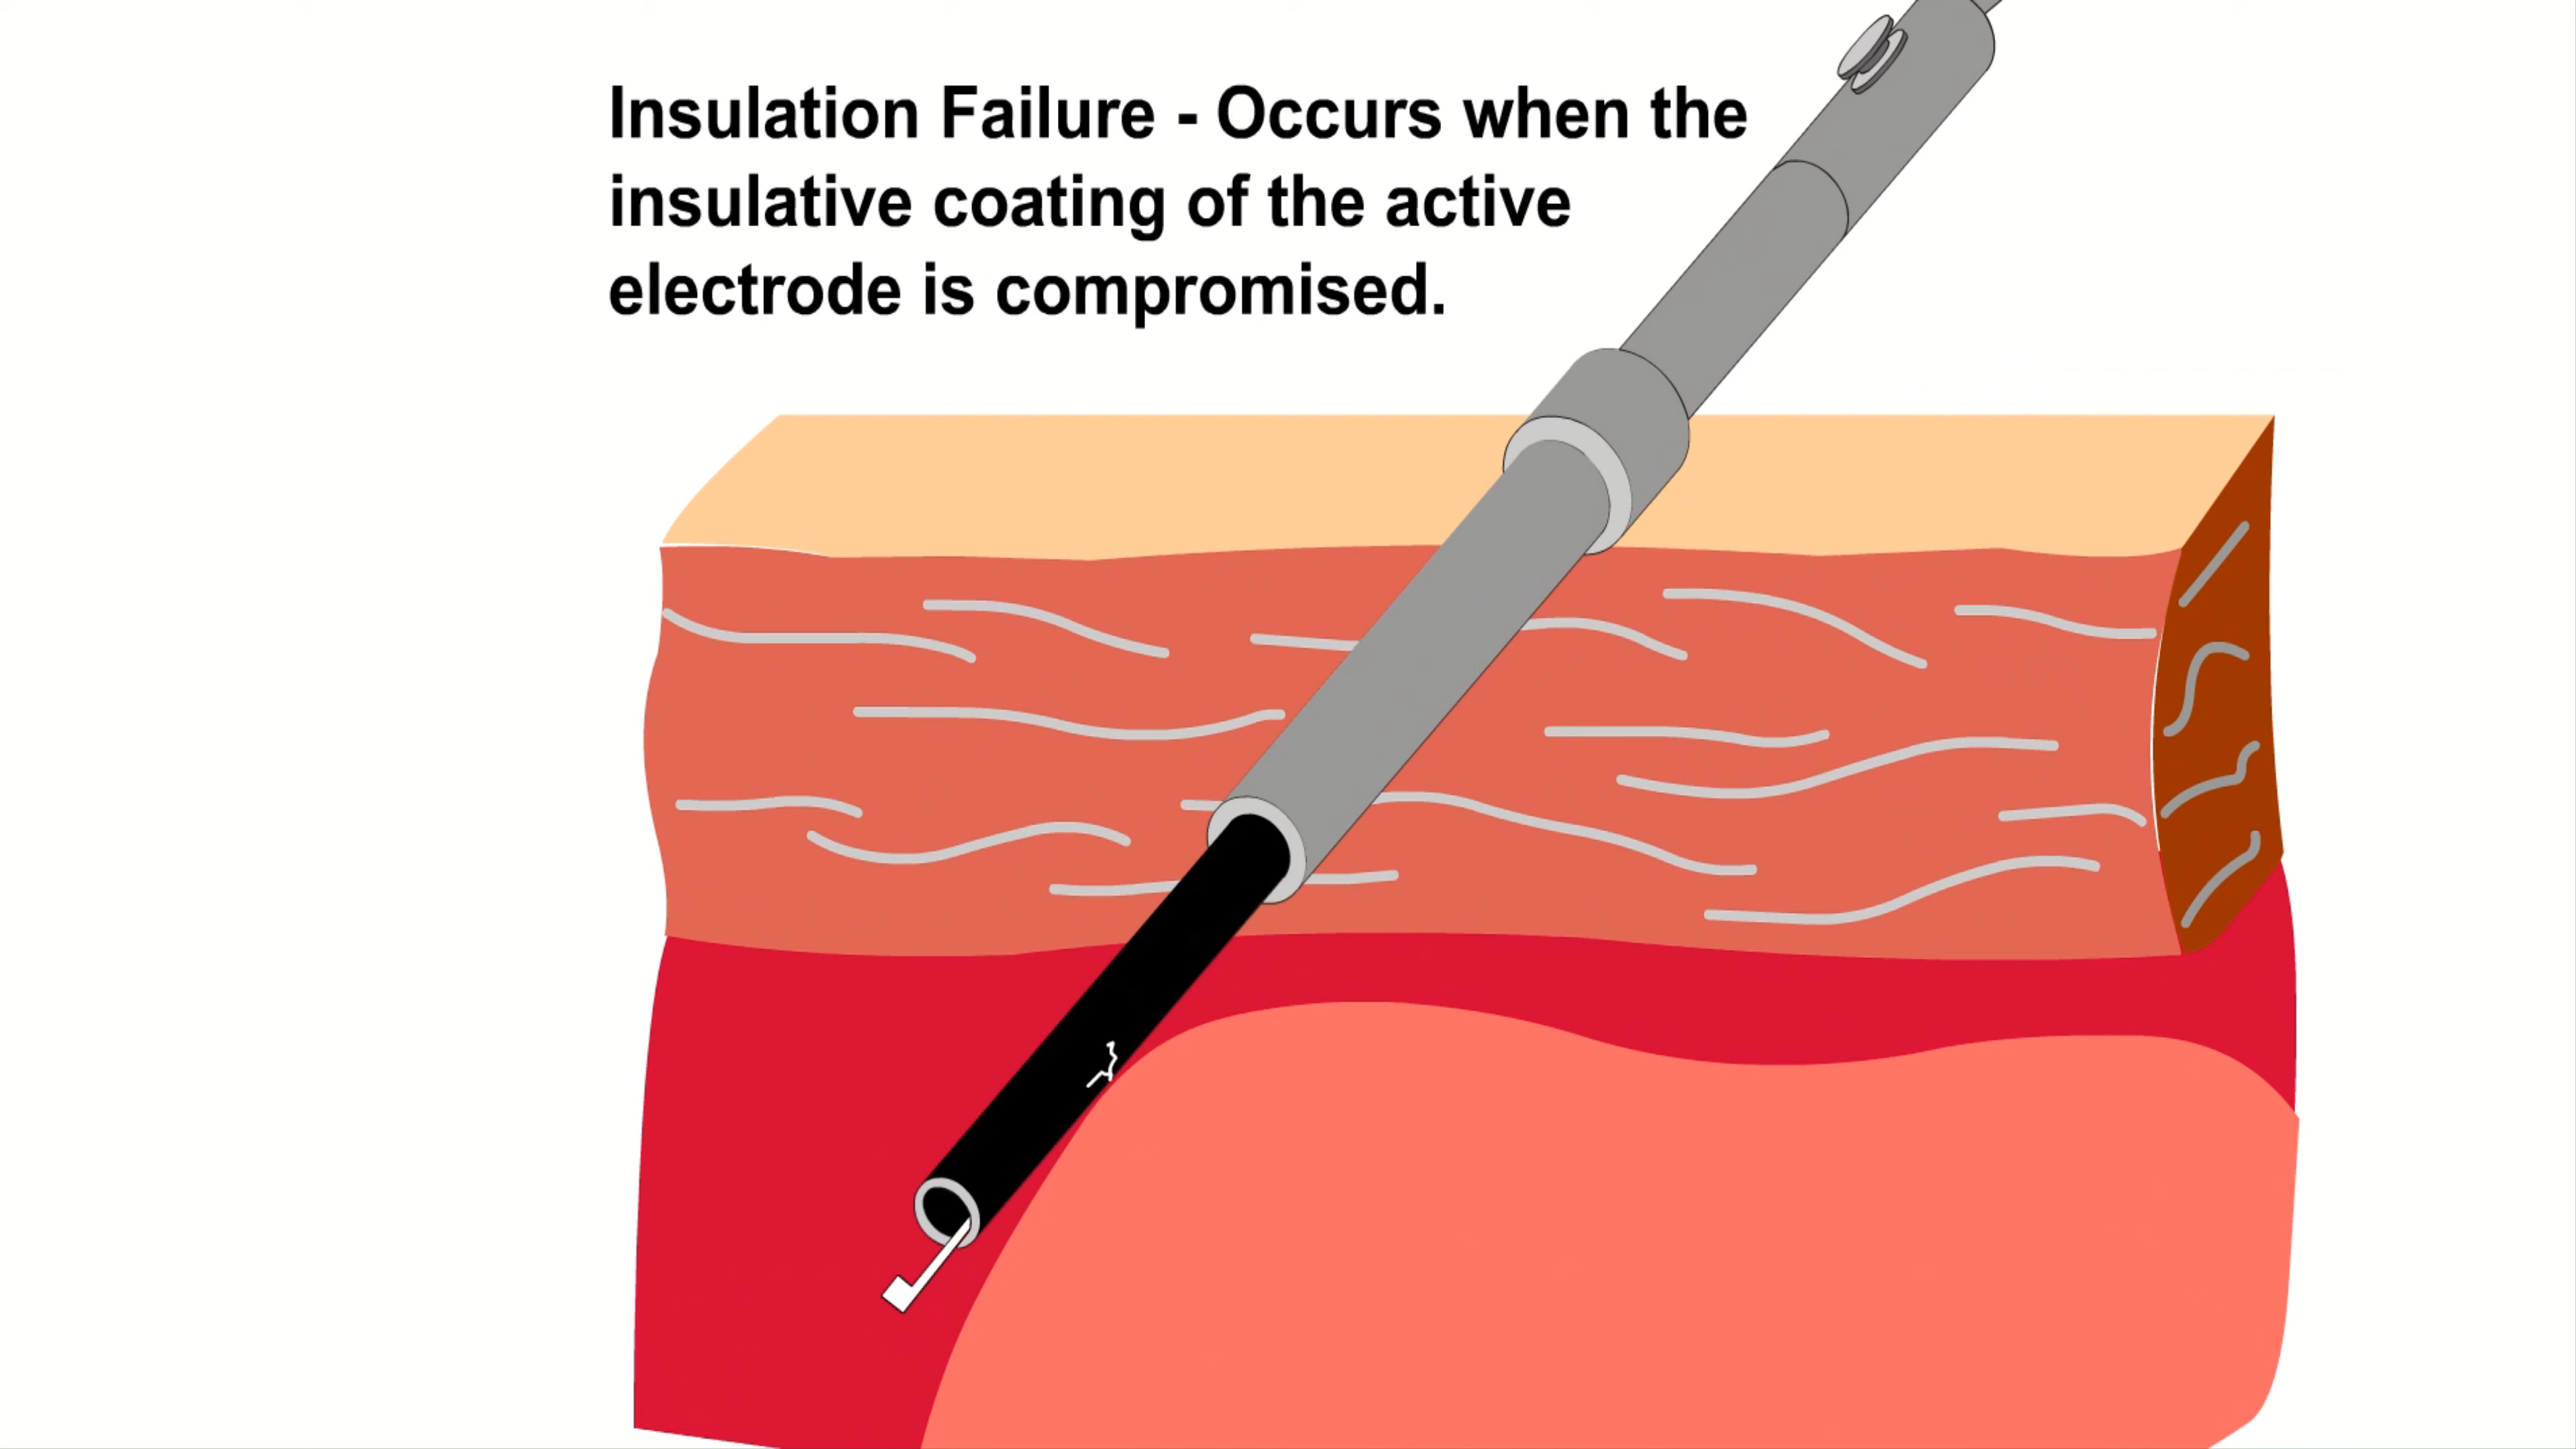 Insulation Failure - Occurs when the
insulative coating of the active
electrode is compromised.